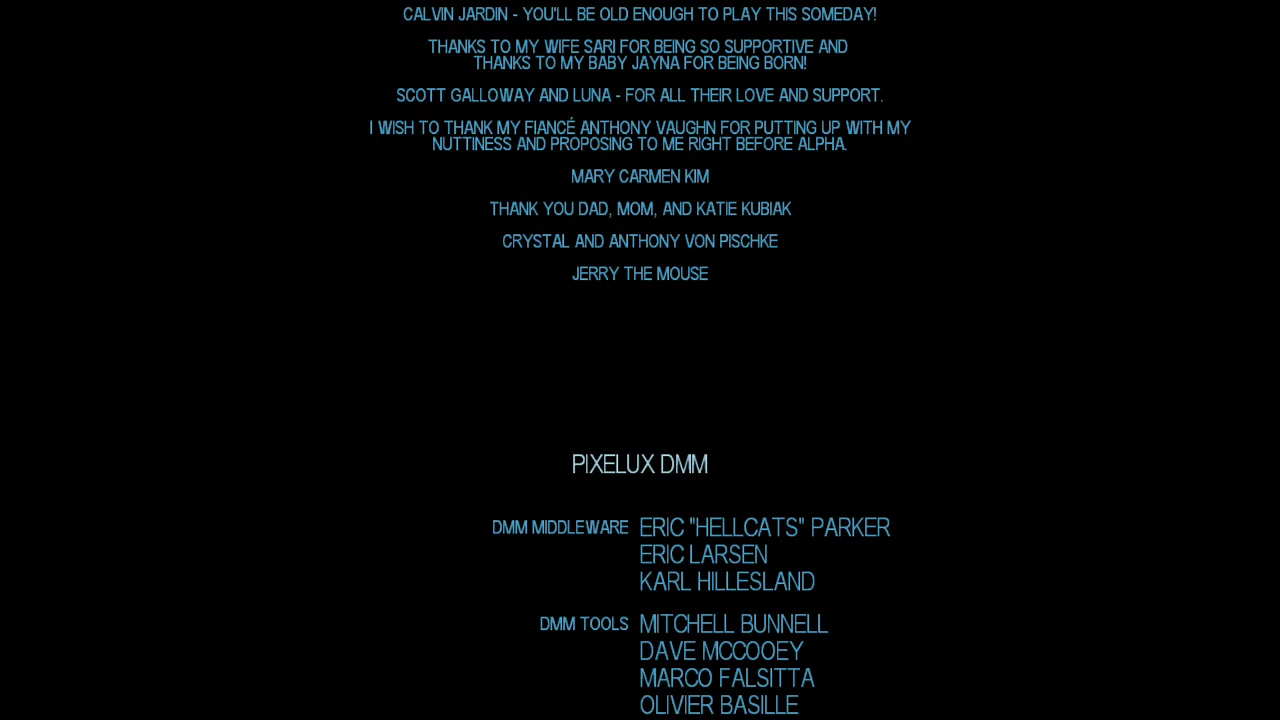 CALVIN JARDIN - YOU'LL BE OLD ENOUGH TO PLAY THIS SOMEDAY!
THANKS TO MY WIFE SARI FOR BEING SO SUPPORTIVE AND
THANKS TO MY BABY JAYNA FOR BEING BORN!
SCOTT GALLOWAY AND LUNA - FOR ALL THEIR LOVE AND SUPPORT.
I WISH TO THANK MY FIANCÉ ANTHONY VAUGHN FOR PUTTING UP WITH MY
NUTTINESS AND PROPOSING TO ME RIGHT BEFORE ALPHA.
MARY CARMEN KIM
THANK YOU DAD, MOM, AND KATIE KUBIAK
CRYSTAL AND ANTHONY VON PISCHKE
JERRY THE MOUSE
PIXELUX DMM
DMM MIDDLEWARE ERIC "HELLCATS" PARKER
ERIC LARSEN
KARL HILLESLAND
DMM TOOLS MITCHELL BUNNELL
DAVE MCCOOEY
MARCO FALSITTA
OLIVIER BASILLE